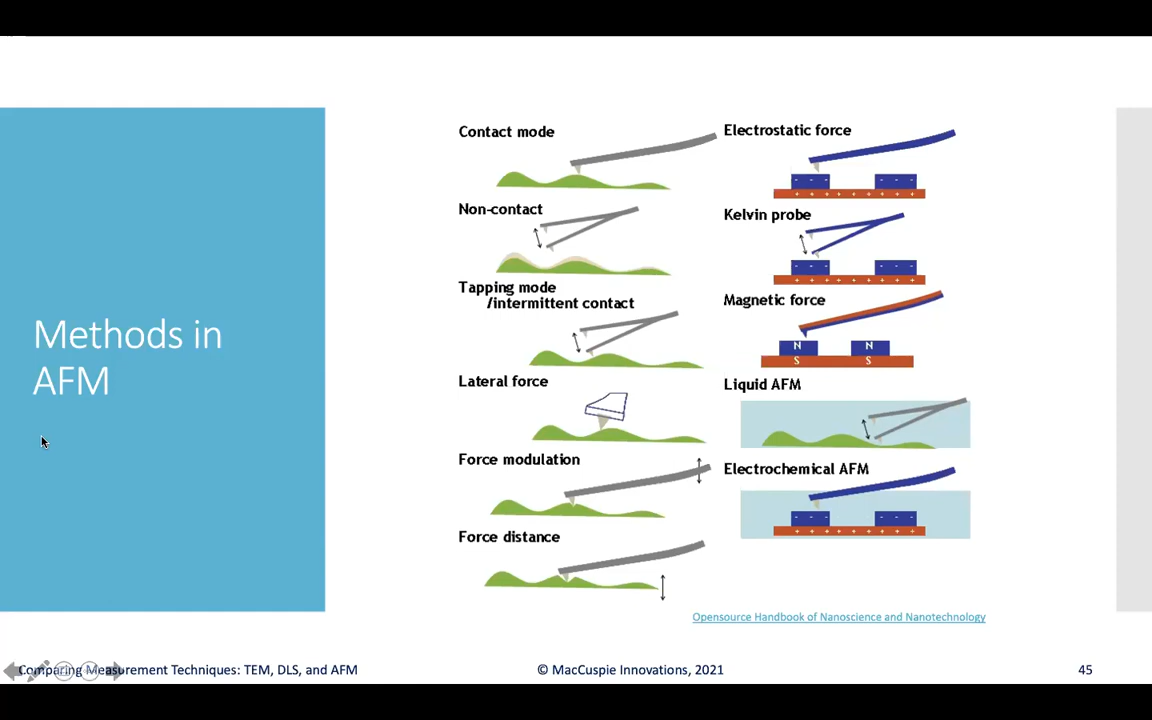 Methods in
AFM
Contact mode
Non-contact
Tapping mode
/intermittent contact
Lateral force
Force modulation
Force distance
Electrostatic force
- - - - - -
+ + + + + + + +
Kelvin probe
- - - - - -
+ + + + + + + +
Magnetic force
N N
S S
Liquid AFM
Electrochemical AFM
- - - - - -
+ + + + + + + +
Opensource Handbook of Nanoscience and Nanotechnology
Comparing Measurement Techniques: TEM, DLS, and AFM
© MacCuspie Innovations, 2021
45